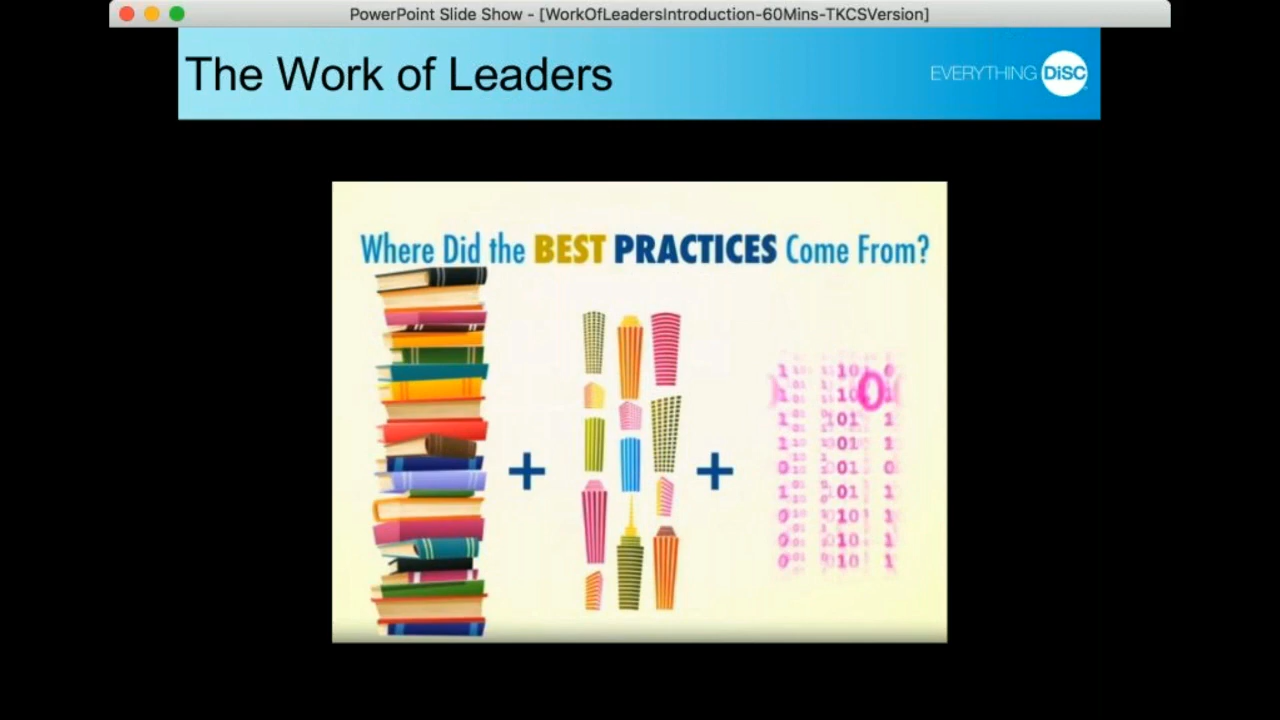 PowerPoint Slide Show - [WorkOfLeadersIntroduction-60Mins-TKCSVersion]
The Work of Leaders
EVERYTHING DiSC
Where Did the BEST PRACTICES Come From?
+ +